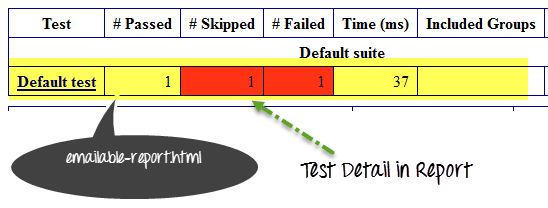 Test # Passed # Skipped # Failed Time (ms) Included Groups
Default suite
Default test 1 1 1 37
emailable-report.html
Test Detail in Report